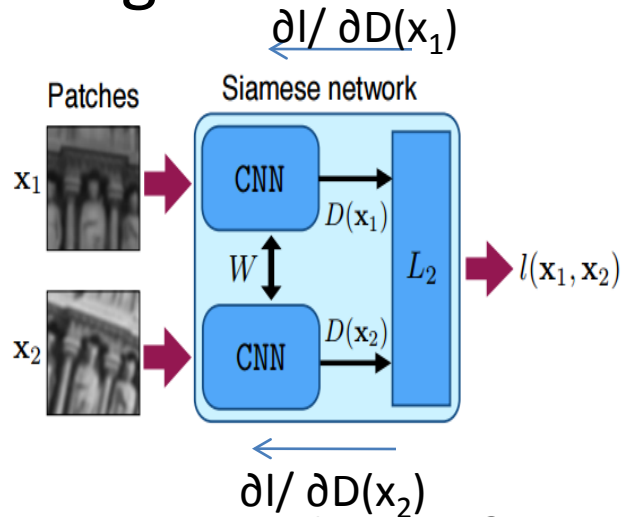 ∂l/ ∂D(x₁)
Patches
Siamese network
x₁
CNN
D(x₁)
W
L₂
l(x₁, x₂)
x₂
CNN
D(x₂)
∂l/ ∂D(x₂)